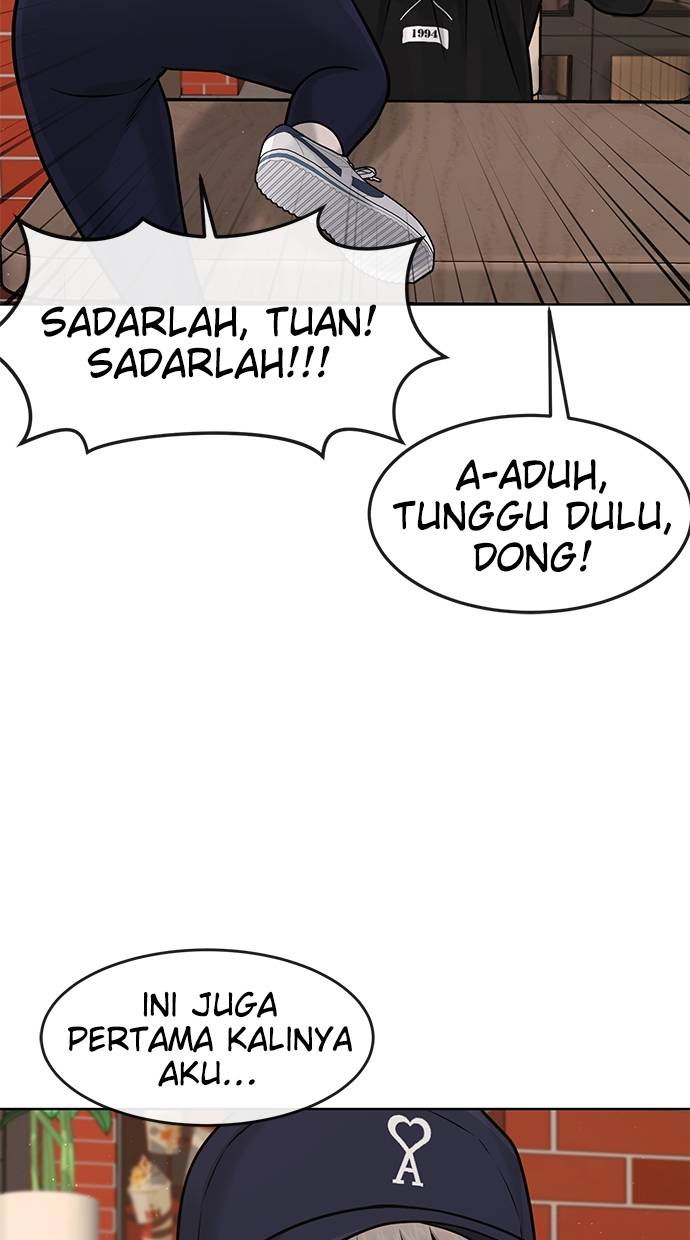 1994
SADARLAH, TUAN!
SADARLAH!!!
A-ADUH,
TUNGGU DULU,
DONG!
INI JUGA
PERTAMA KALINYA
AKU...
A